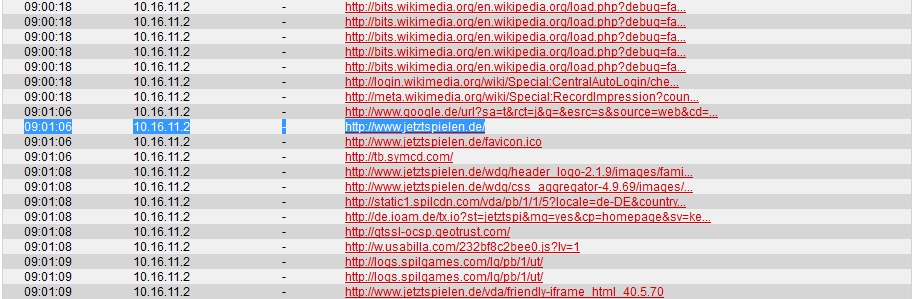 09:00:18 10.16.11.2 - http://bits.wikimedia.org/en.wikipedia.org/load.php?debug=fa...
09:00:18 10.16.11.2 - http://bits.wikimedia.org/en.wikipedia.org/load.php?debug=fa...
09:00:18 10.16.11.2 - http://bits.wikimedia.org/en.wikipedia.org/load.php?debug=fa...
09:00:18 10.16.11.2 - http://bits.wikimedia.org/en.wikipedia.org/load.php?debug=fa...
09:00:18 10.16.11.2 - http://bits.wikimedia.org/en.wikipedia.org/load.php?debug=fa...
09:00:18 10.16.11.2 - http://login.wikimedia.org/wiki/Special:CentralAutoLogin/che...
09:00:18 10.16.11.2 - http://meta.wikimedia.org/wiki/Special:RecordImpression?coun...
09:01:06 10.16.11.2 - http://www.google.de/url?sa=t&rct=j&q=&esrc=s&source=web&cd=...
09:01:06 10.16.11.2 - http://www.jetztspielen.de/
09:01:06 10.16.11.2 - http://www.jetztspielen.de/favicon.ico
09:01:06 10.16.11.2 - http://tb.symcd.com/
09:01:08 10.16.11.2 - http://www.jetztspielen.de/wdg/header_logo-2.1.9/images/fami...
09:01:08 10.16.11.2 - http://www.jetztspielen.de/wdg/css_aggregator-4.9.69/images/...
09:01:08 10.16.11.2 - http://static1.spilcdn.com/vda/pb/1/1/5?locale=de-DE&country...
09:01:08 10.16.11.2 - http://de.ioam.de/tx.io?st=jetztspi&mg=yes&cp=homepage&sv=ke...
09:01:08 10.16.11.2 - http://gtssl-ocsp.geotrust.com/
09:01:08 10.16.11.2 - http://w.usabilla.com/232bf8c2bee0.js?lv=1
09:01:09 10.16.11.2 - http://logs.spilgames.com/lg/pb/1/ut/
09:01:09 10.16.11.2 - http://logs.spilgames.com/lg/pb/1/ut/
09:01:09 10.16.11.2 - http://www.jetztspielen.de/vda/friendly-iframe_html_40.5.70